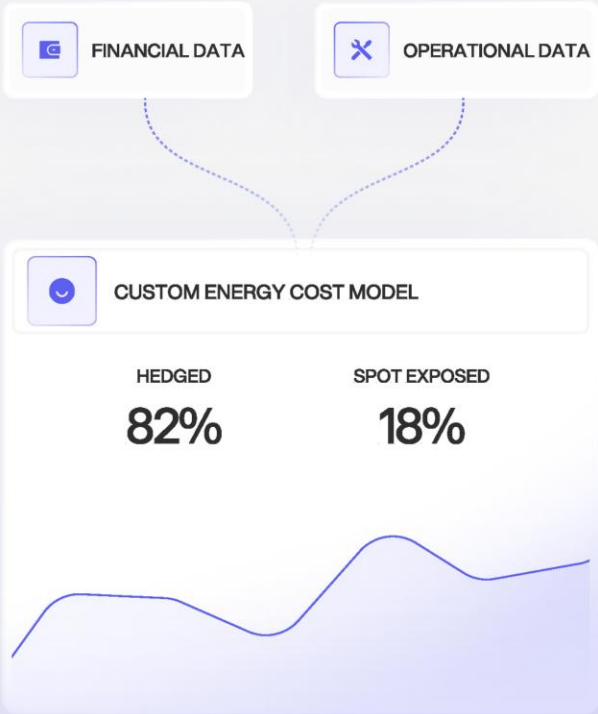 FINANCIAL DATA
OPERATIONAL DATA
CUSTOM ENERGY COST MODEL
HEDGED
SPOT EXPOSED
82%
18%